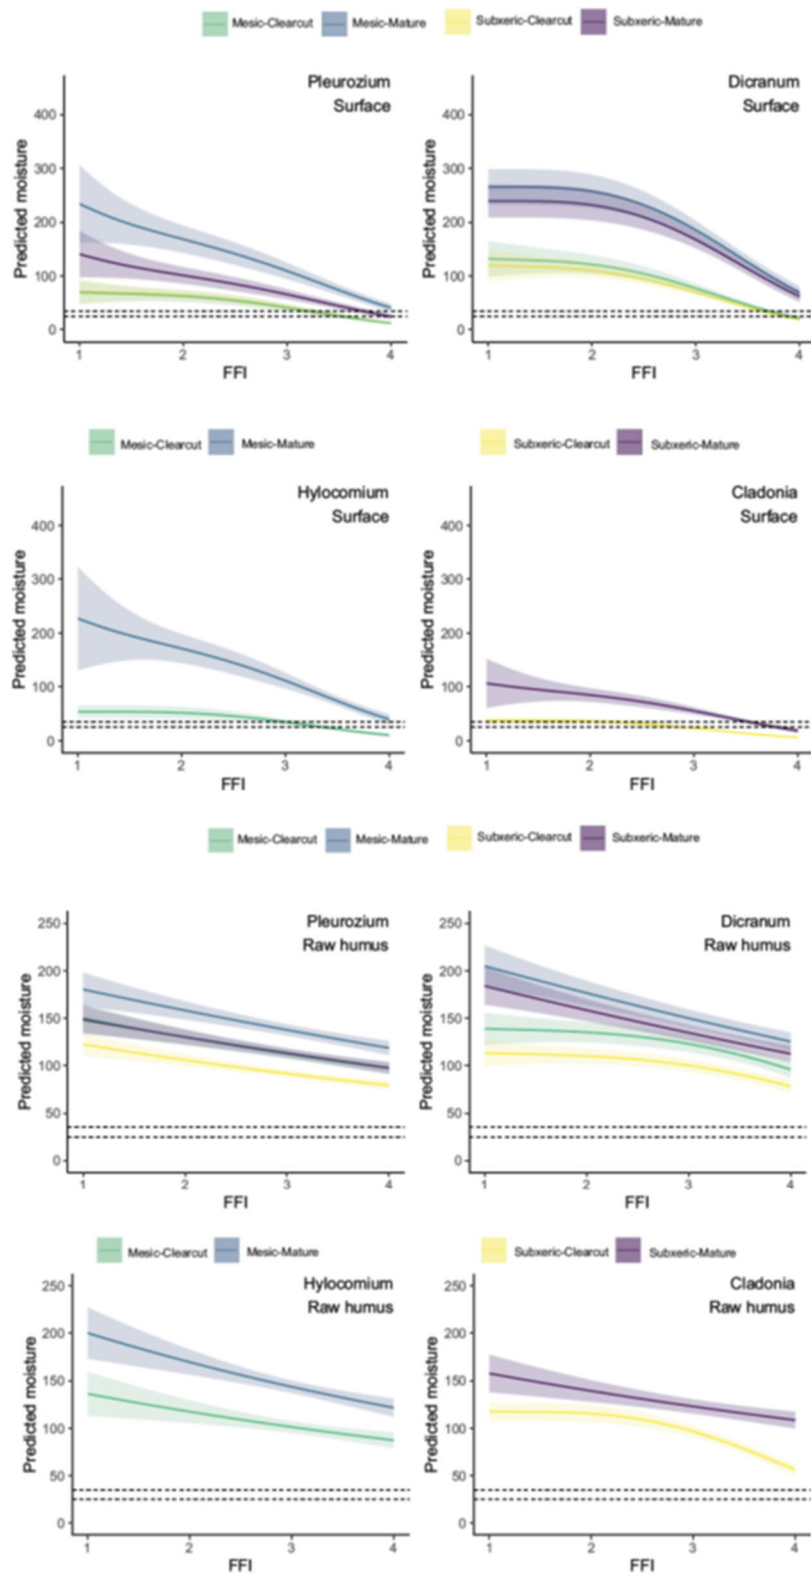 Mesic-Clearcut Mesic-Mature Subxeric-Clearcut Subxeric-Mature
Pleurozium
Surface
400
300
200
100
0
Predicted moisture
1 2 3 4
FFI
Dicranum
Surface
400
300
200
100
0
Predicted moisture
1 2 3 4
FFI
Mesic-Clearcut Mesic-Mature
Subxeric-Clearcut Subxeric-Mature
Hylocomium
Surface
400
300
200
100
0
Predicted moisture
1 2 3 4
FFI
Cladonia
Surface
400
300
200
100
0
Predicted moisture
1 2 3 4
FFI
Mesic-Clearcut Mesic-Mature Subxeric-Clearcut Subxeric-Mature
Pleurozium
Raw humus
250
200
150
100
50
0
Predicted moisture
1 2 3 4
FFI
Dicranum
Raw humus
250
200
150
100
50
0
Predicted moisture
1 2 3 4
FFI
Mesic-Clearcut Mesic-Mature
Subxeric-Clearcut Subxeric-Mature
Hylocomium
Raw humus
250
200
150
100
50
0
Predicted moisture
1 2 3 4
FFI
Cladonia
Raw humus
250
200
150
100
50
0
Predicted moisture
1 2 3 4
FFI